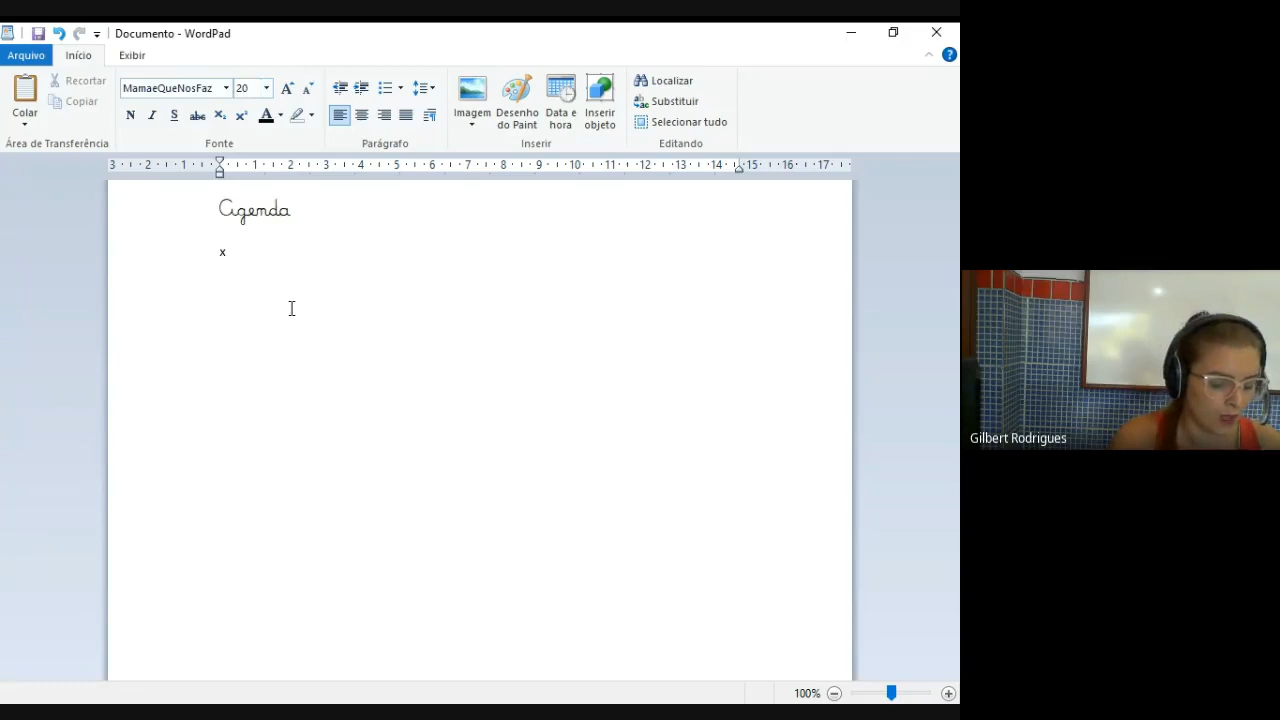 Documento - WordPad
Arquivo Início Exibir
Colar
Recortar
Copiar
Área de Transferência
MamaeQueNosFaz 20
N I S abc X₂ X² A
Fonte
Parágrafo
Imagem
Desenho do Paint
Data e hora
Inserir objeto
Inserir
Localizar
Substituir
Selecionar tudo
Editando
3 2 1 1 2 3 4 5 6 7 8 9 10 11 12 13 14 15 16 17
Agenda
x
Gilbert Rodrigues
100%